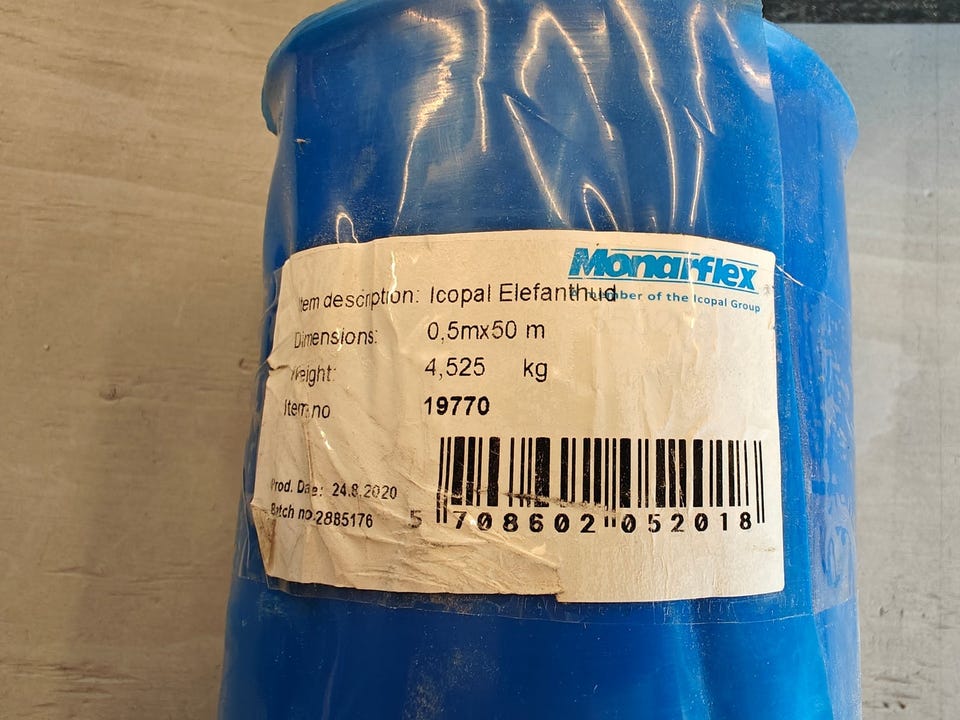 Monarflex
A member of the Icopal Group
Item description: Icopal Elefanthud
Dimensions: 0,5mx50 m
Weight: 4,525 kg
Item no 19770
Prod. Date: 24.8.2020
Batch no 2885176
5 708602 052018